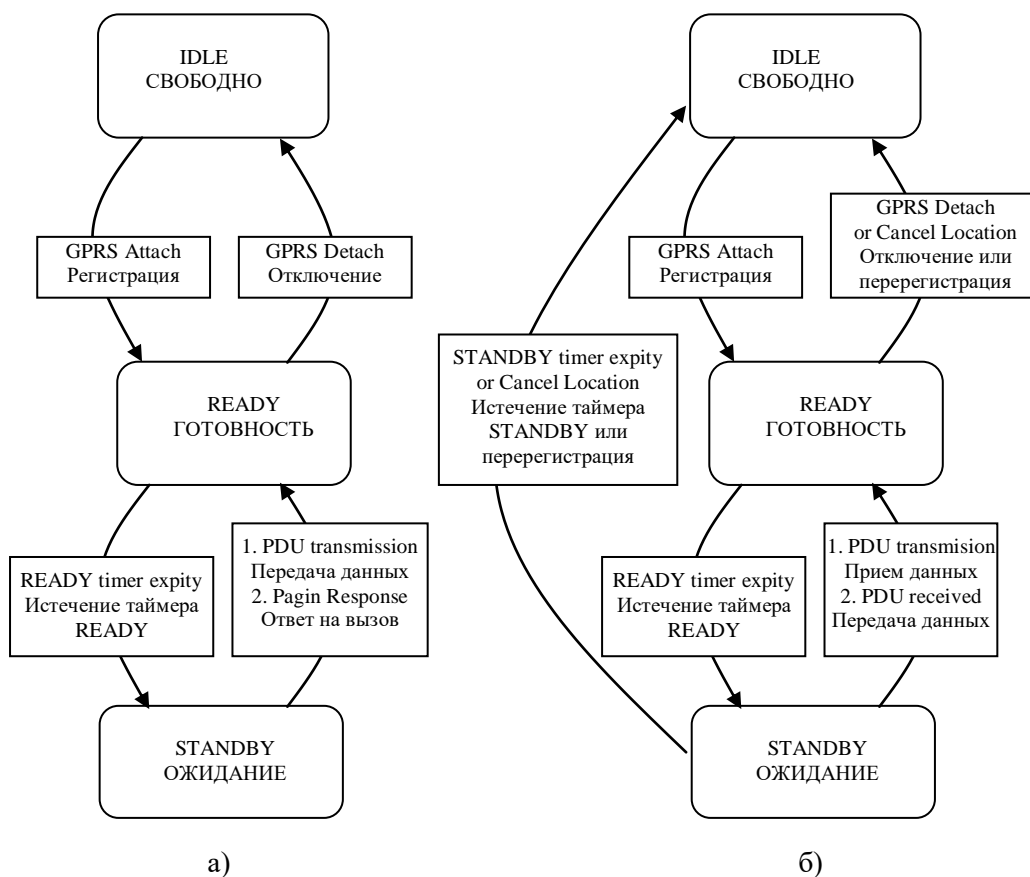 IDLE
СВОБОДНО
GPRS Attach
Регистрация
GPRS Detach
Отключение
READY
ГОТОВНОСТЬ
READY timer expity
Истечение таймера
READY
1. PDU transmission
Передача данных
2. Pagin Response
Ответ на вызов
STANDBY
ОЖИДАНИЕ
а)
IDLE
СВОБОДНО
GPRS Attach
Регистрация
GPRS Detach
or Cancel Location
Отключение или
перерегистрация
STANDBY timer expity
or Cancel Location
Истечение таймера
STANDBY или
перерегистрация
READY
ГОТОВНОСТЬ
READY timer expity
Истечение таймера
READY
1. PDU transmision
Прием данных
2. PDU received
Передача данных
STANDBY
ОЖИДАНИЕ
б)